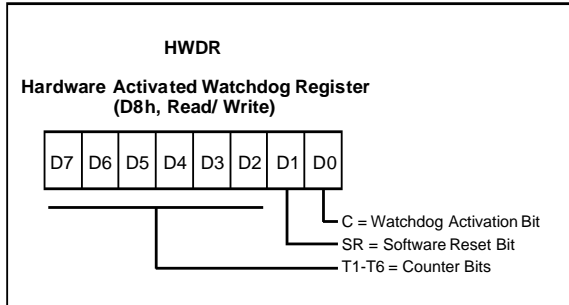 HWDR
Hardware Activated Watchdog Register
(D8h, Read/ Write)
D7 D6 D5 D4 D3 D2 D1 D0
C = Watchdog Activation Bit
SR = Software Reset Bit
T1-T6 = Counter Bits